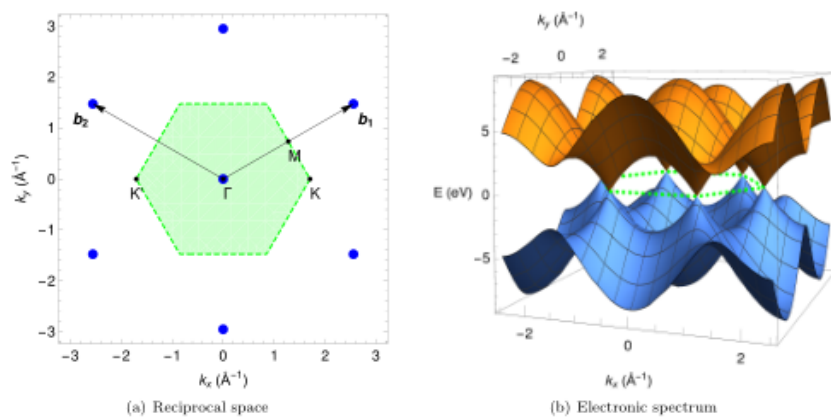 3
2
1
0
−1
−2
−3
k_y (Å⁻¹)
b₂
b₁
M
K'
Γ
K
−3 −2 −1 0 1 2 3
k_x (Å⁻¹)
(a) Reciprocal space
k_y (Å⁻¹)
−2 0 2
5
E (eV) 0
−5
−2 0 2
k_x (Å⁻¹)
(b) Electronic spectrum